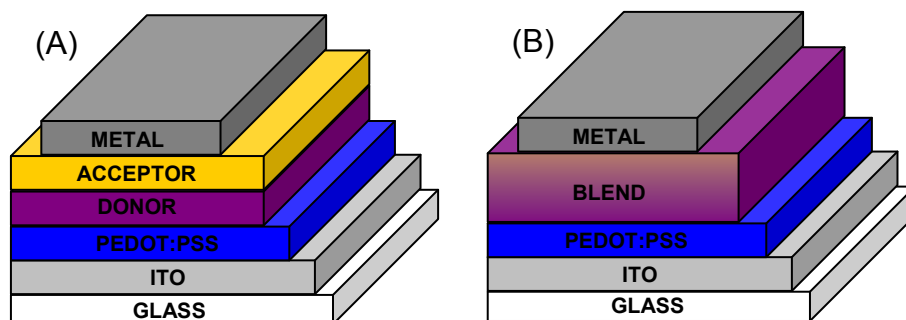 (A)
METAL
ACCEPTOR
DONOR
PEDOT:PSS
ITO
GLASS
(B)
METAL
BLEND
PEDOT:PSS
ITO
GLASS